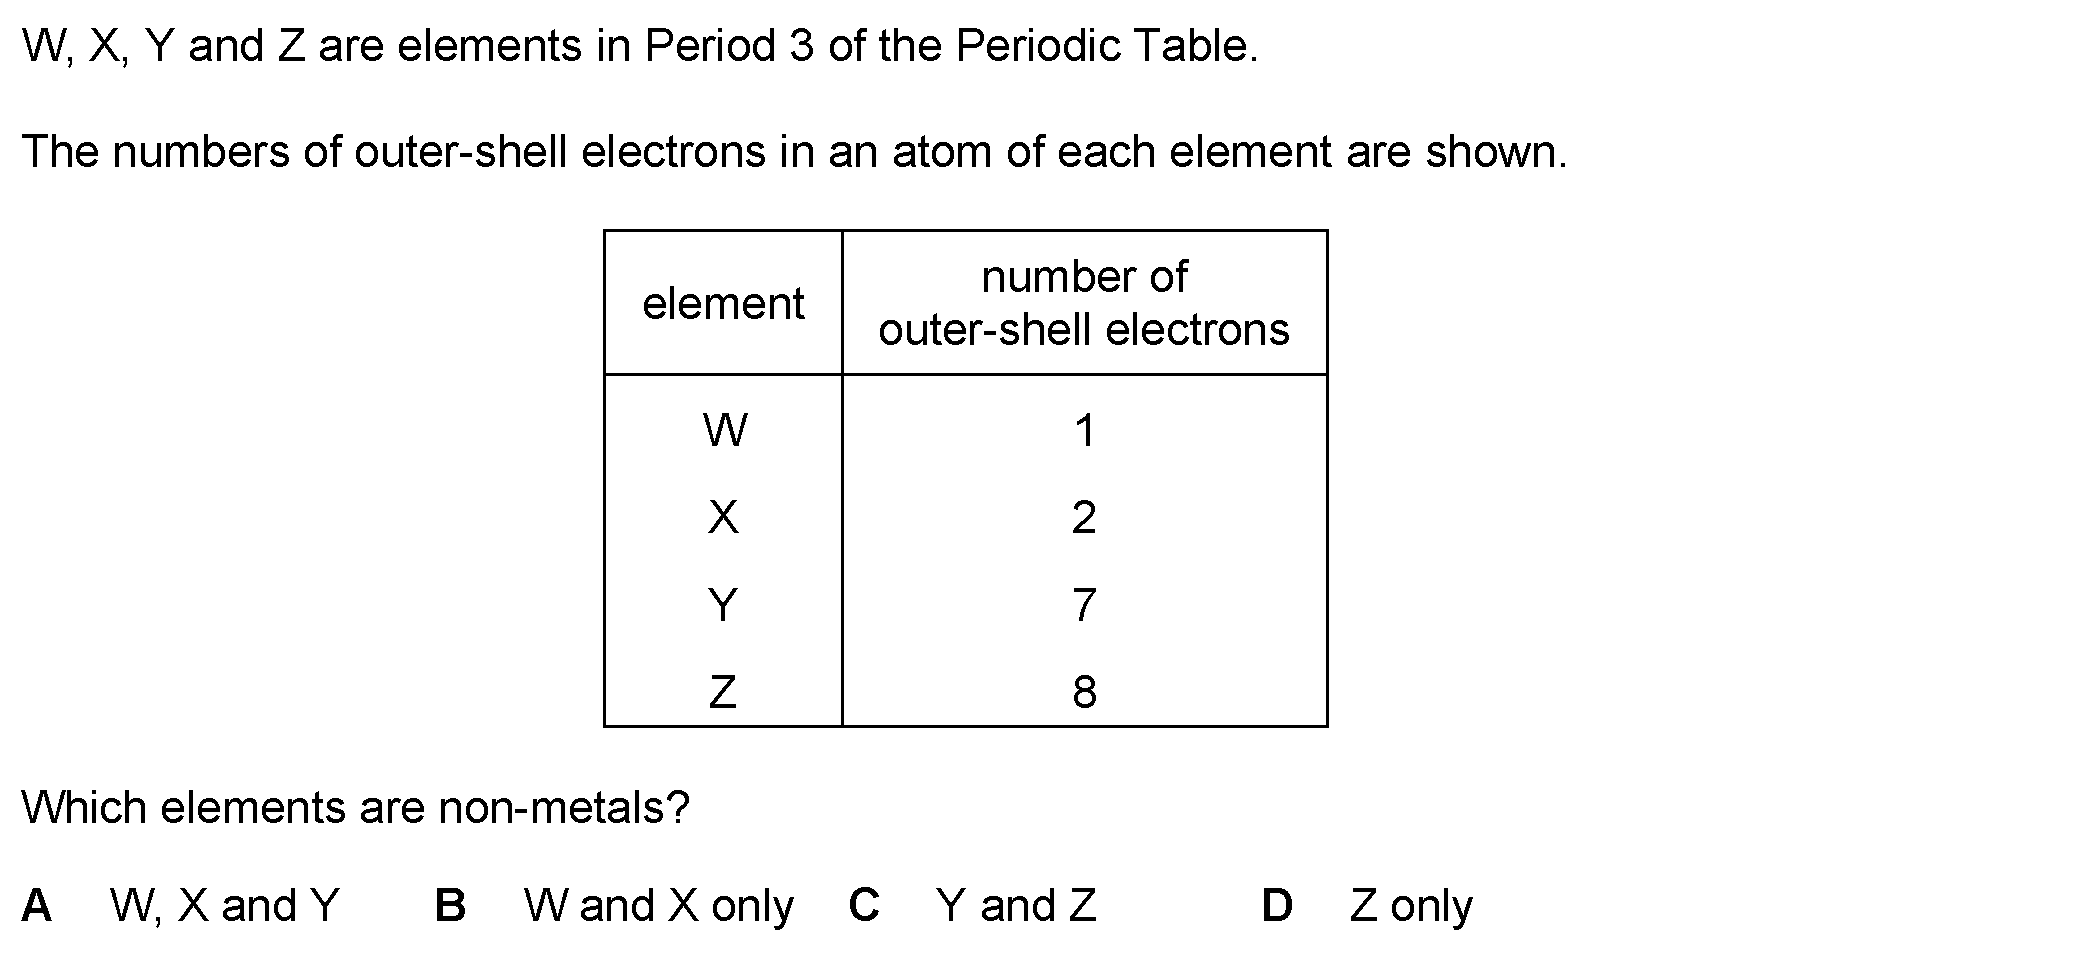 W, X, Y and Z are elements in Period 3 of the Periodic Table.
The numbers of outer-shell electrons in an atom of each element are shown.
element number of
outer-shell electrons
W 1
X 2
Y 7
Z 8
Which elements are non-metals?
A W, X and Y B W and X only C Y and Z D Z only